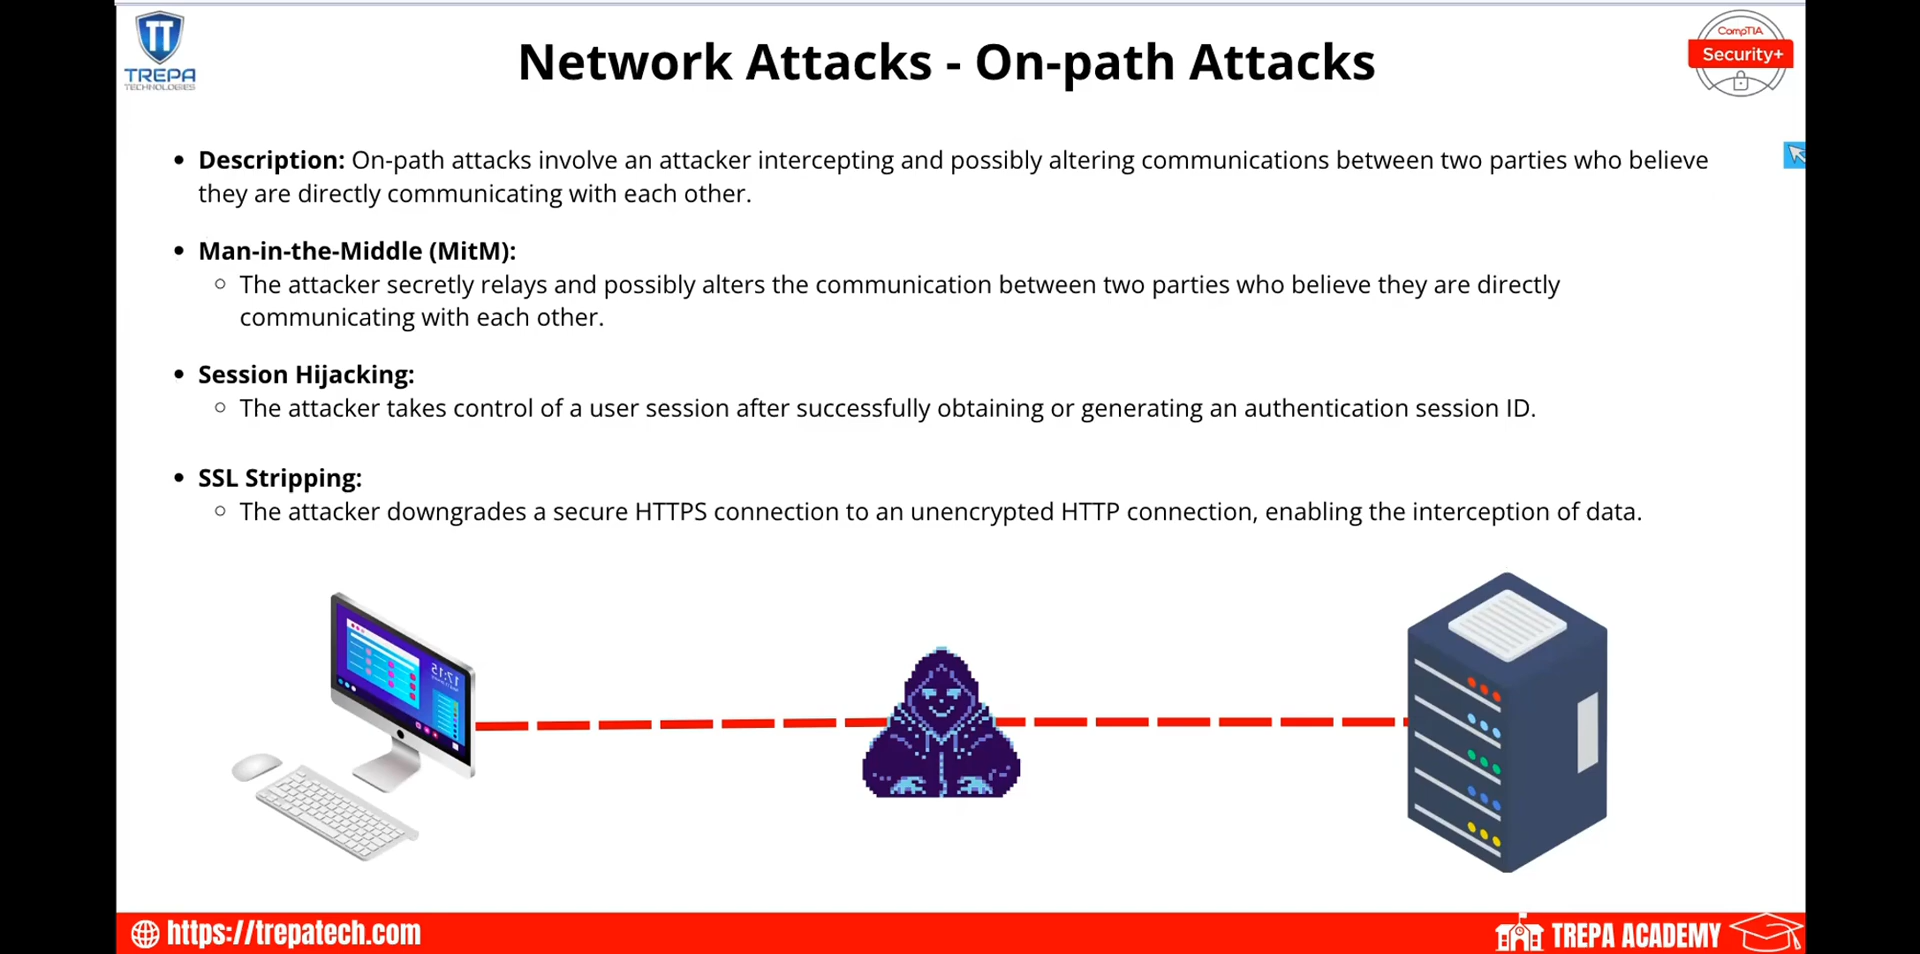 TREPA
TECHNOLOGIES
Network Attacks - On-path Attacks
CompTIA
Security+
• Description: On-path attacks involve an attacker intercepting and possibly altering communications between two parties who believe
they are directly communicating with each other.
• Man-in-the-Middle (MitM):
○ The attacker secretly relays and possibly alters the communication between two parties who believe they are directly
communicating with each other.
• Session Hijacking:
○ The attacker takes control of a user session after successfully obtaining or generating an authentication session ID.
• SSL Stripping:
○ The attacker downgrades a secure HTTPS connection to an unencrypted HTTP connection, enabling the interception of data.
17:15
https://trepatech.com
TREPA ACADEMY